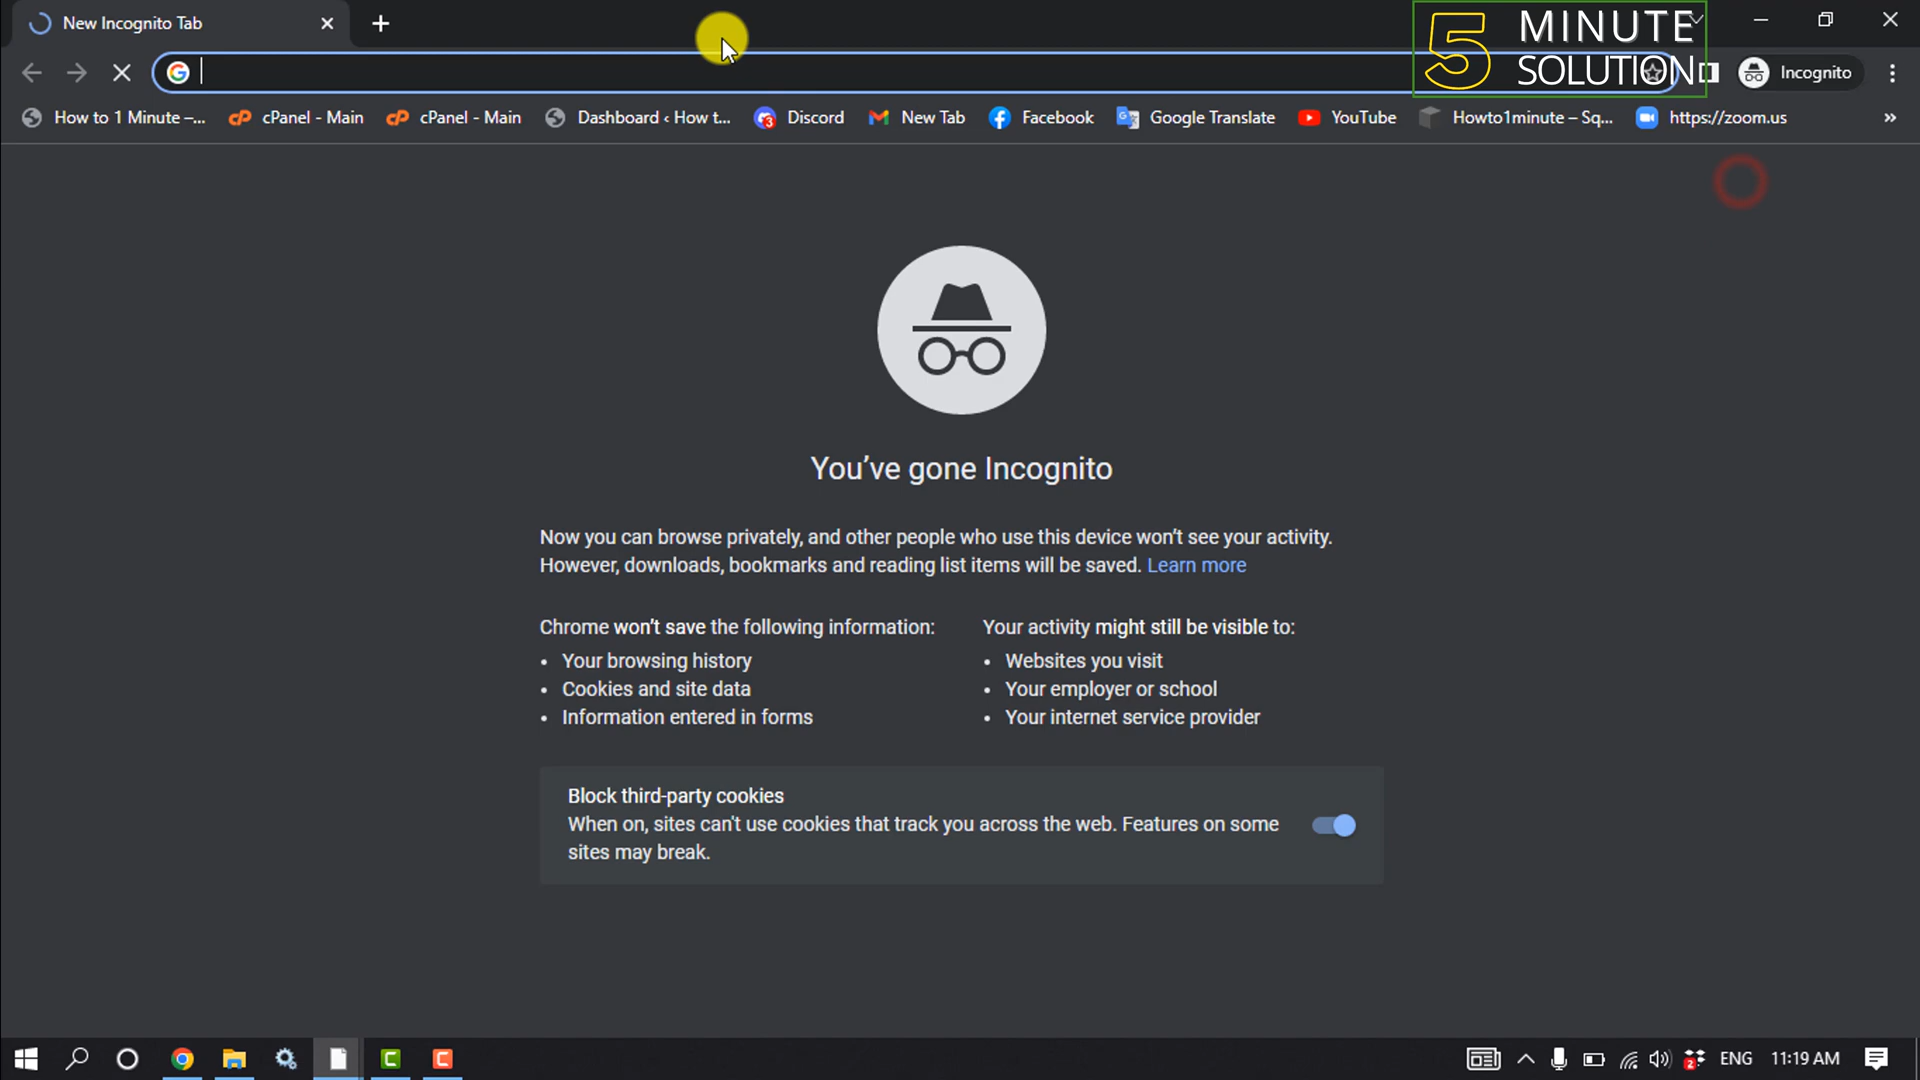 New Incognito Tab
5 MINUTE
SOLUTION
Incognito
How to 1 Minute –...
cPanel - Main
cPanel - Main
Dashboard ‹ How t...
Discord
New Tab
Facebook
Google Translate
YouTube
Howto1minute – Sq...
https://zoom.us
You've gone Incognito
Now you can browse privately, and other people who use this device won't see your activity.
However, downloads, bookmarks and reading list items will be saved. Learn more
Chrome won't save the following information:
• Your browsing history
• Cookies and site data
• Information entered in forms
Your activity might still be visible to:
• Websites you visit
• Your employer or school
• Your internet service provider
Block third-party cookies
When on, sites can't use cookies that track you across the web. Features on some
sites may break.
ENG
11:19 AM